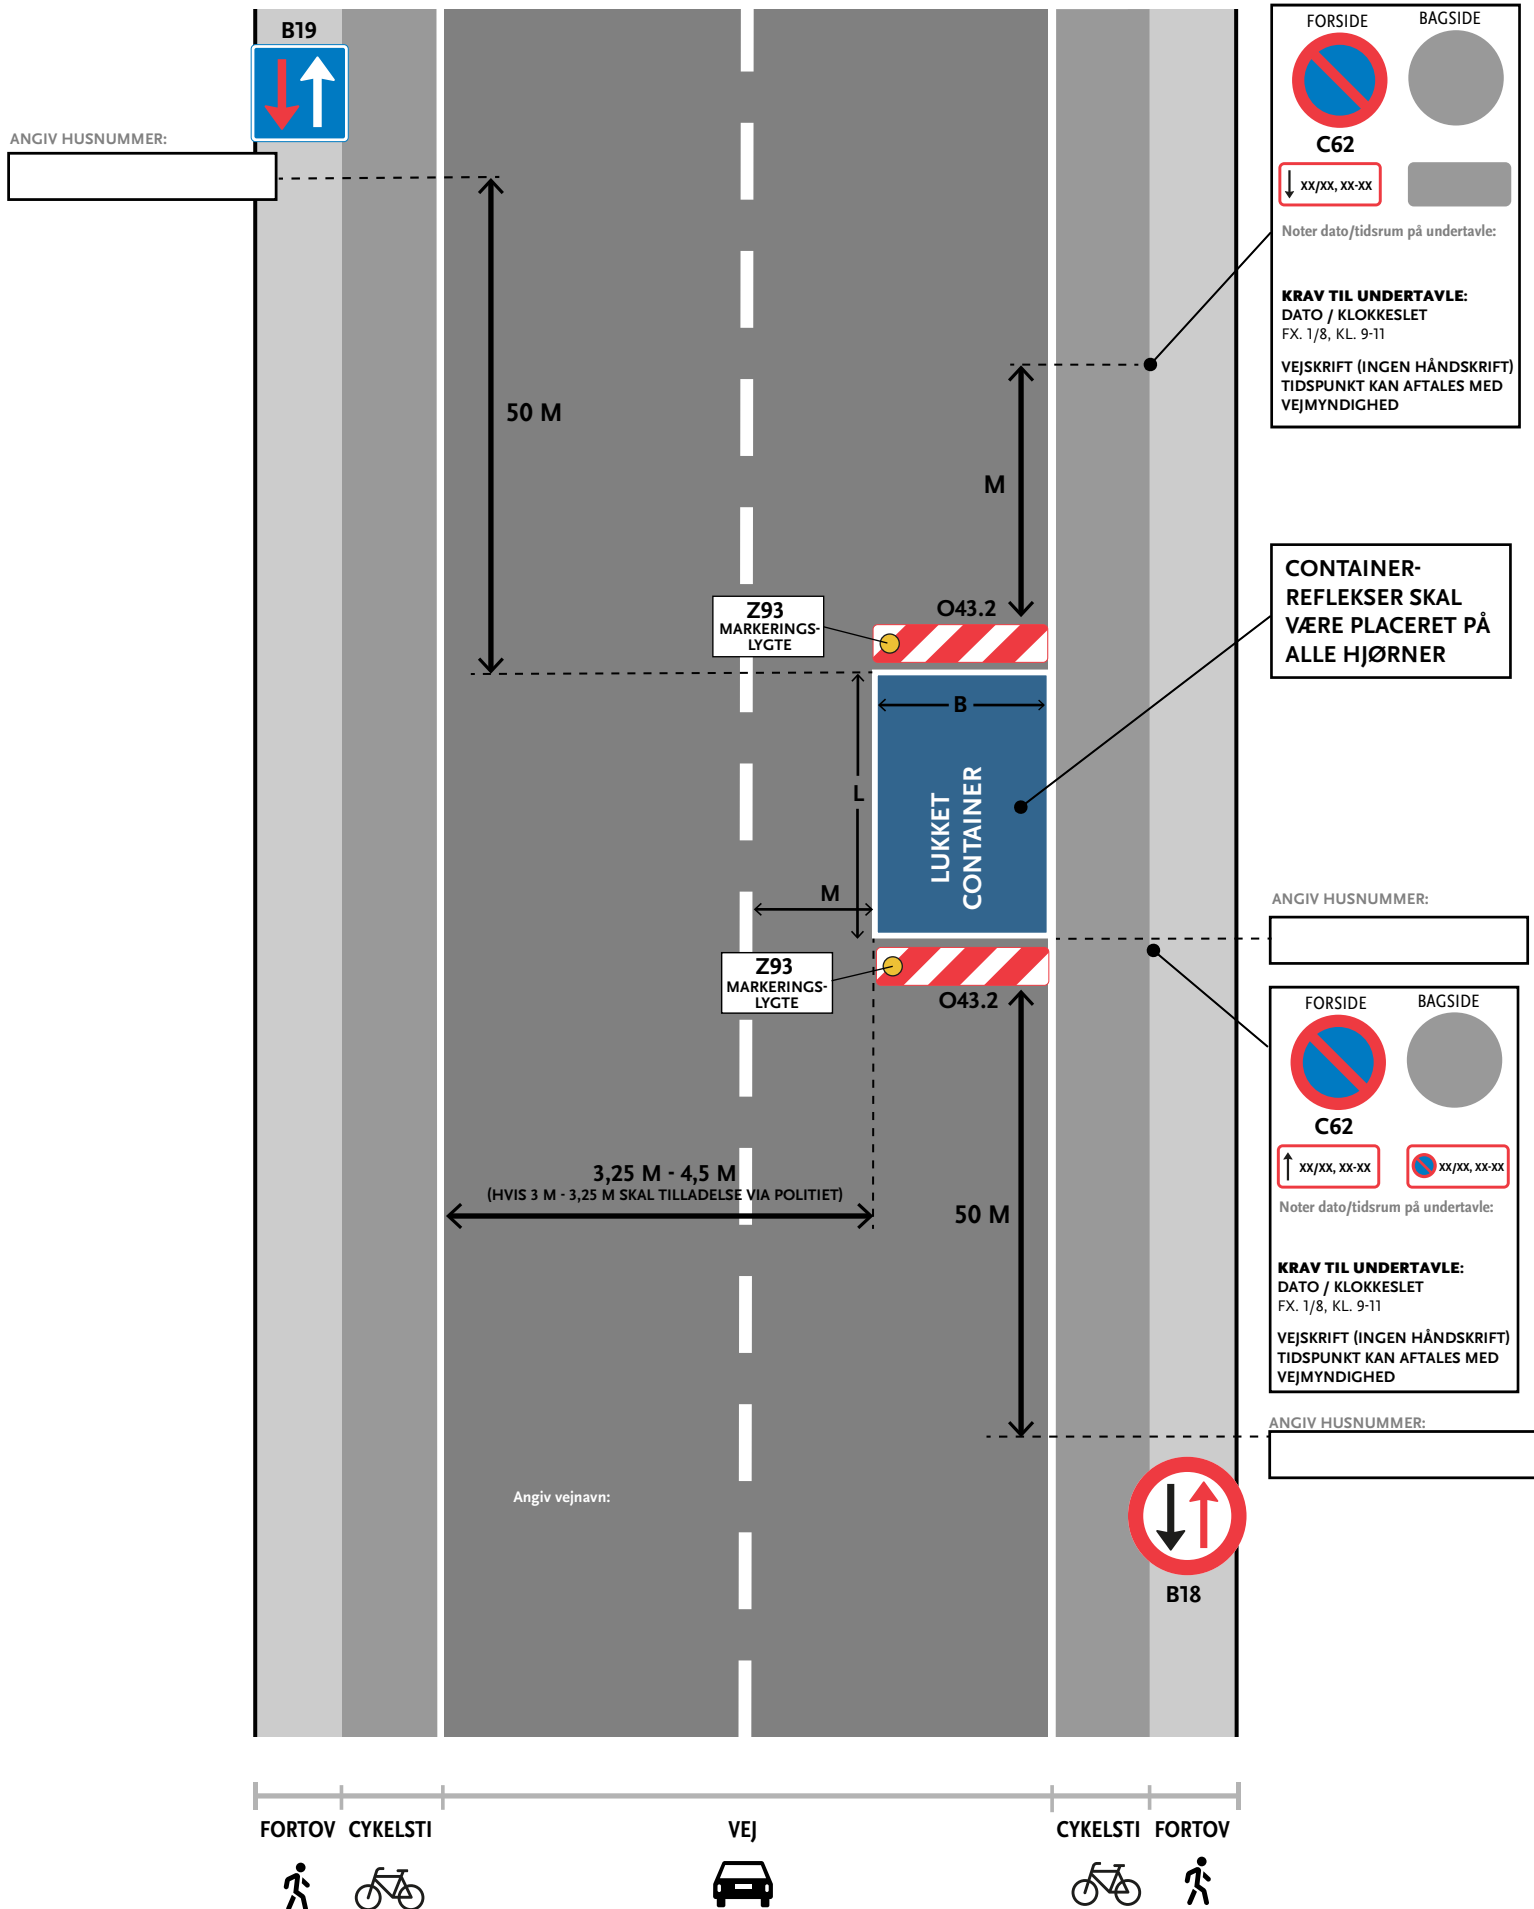 B19
ANGIV HUSNUMMER:
50 M
FORSIDE BAGSIDE
C62
XX/XX, XX-XX
Noter dato/tidsrum på undertavle:
KRAV TIL UNDERTAVLE:
DATO / KLOKKESLET
FX. 1/8, KL. 9-11
VEJSKRIFT (INGEN HÅNDSKRIFT)
TIDSPUNKT KAN AFTALES MED
VEJMYNDIGHED
M
CONTAINER-
REFLEKSER SKAL
VÆRE PLACERET PÅ
ALLE HJØRNER
Z93
MARKERINGS-
LYGTE
O43.2
B
L
LUKKET
CONTAINER
M
ANGIV HUSNUMMER:
Z93
MARKERINGS-
LYGTE
O43.2
FORSIDE BAGSIDE
C62
XX/XX, XX-XX XX/XX, XX-XX
Noter dato/tidsrum på undertavle:
KRAV TIL UNDERTAVLE:
DATO / KLOKKESLET
FX. 1/8, KL. 9-11
VEJSKRIFT (INGEN HÅNDSKRIFT)
TIDSPUNKT KAN AFTALES MED
VEJMYNDIGHED
3,25 M - 4,5 M
(HVIS 3 M - 3,25 M SKAL TILLADELSE VIA POLITIET)
50 M
ANGIV HUSNUMMER:
Angiv vejnavn:
B18
FORTOV CYKELSTI VEJ CYKELSTI FORTOV